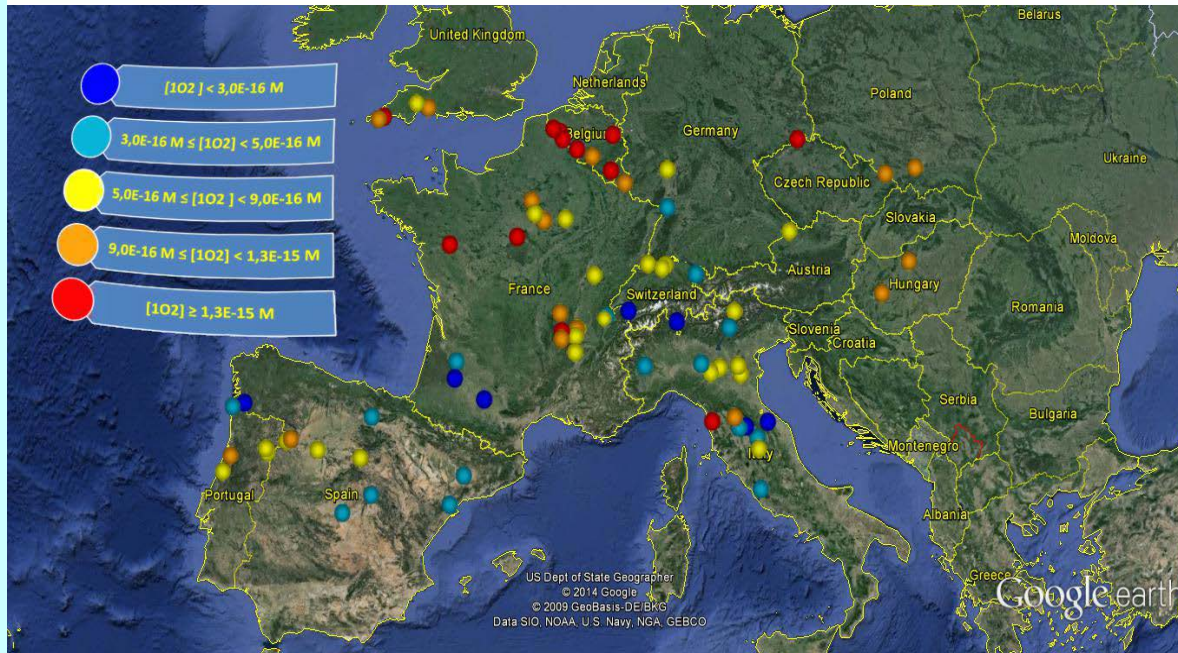 [1O2 ] < 3,0E-16 M
3,0E-16 M ≤ [1O2] < 5,0E-16 M
5,0E-16 M ≤ [1O2 ] < 9,0E-16 M
9,0E-16 M ≤ [1O2] < 1,3E-15 M
[1O2] ≥ 1,3E-15 M
United Kingdom
Netherlands
Belgium
Germany
Poland
Belarus
Ukraine
Czech Republic
Slovakia
Moldova
Austria
Hungary
France
Switzerland
Romania
Slovenia
Croatia
Serbia
Bulgaria
Montenegro
Italy
Portugal
Spain
Albania
Greece
US Dept of State Geographer
© 2014 Google
© 2009 GeoBasis-DE/BKG
Data SIO, NOAA, U.S. Navy, NGA, GEBCO
Google earth